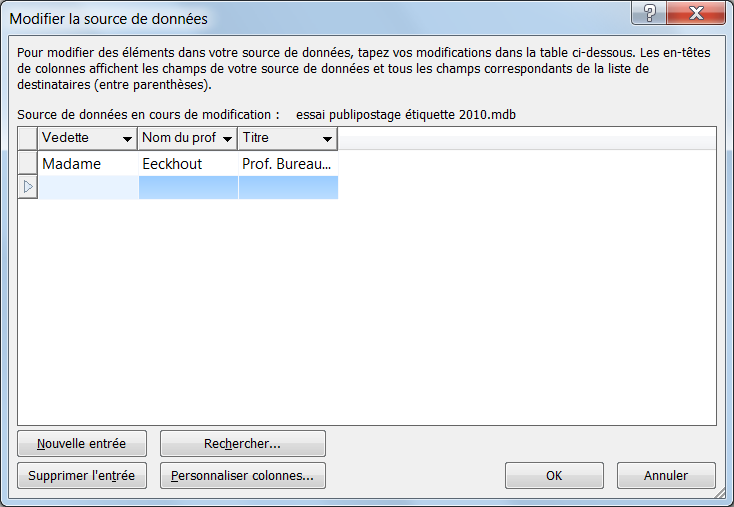 Modifier la source de données
Pour modifier des éléments dans votre source de données, tapez vos modifications dans la table ci-dessous. Les en-têtes
de colonnes affichent les champs de votre source de données et tous les champs correspondants de la liste de
destinataires (entre parenthèses).
Source de données en cours de modification : essai publipostage étiquette 2010.mdb
Vedette Nom du prof Titre
Madame Eeckhout Prof. Bureau...
Nouvelle entrée Rechercher...
Supprimer l'entrée Personnaliser colonnes... OK Annuler